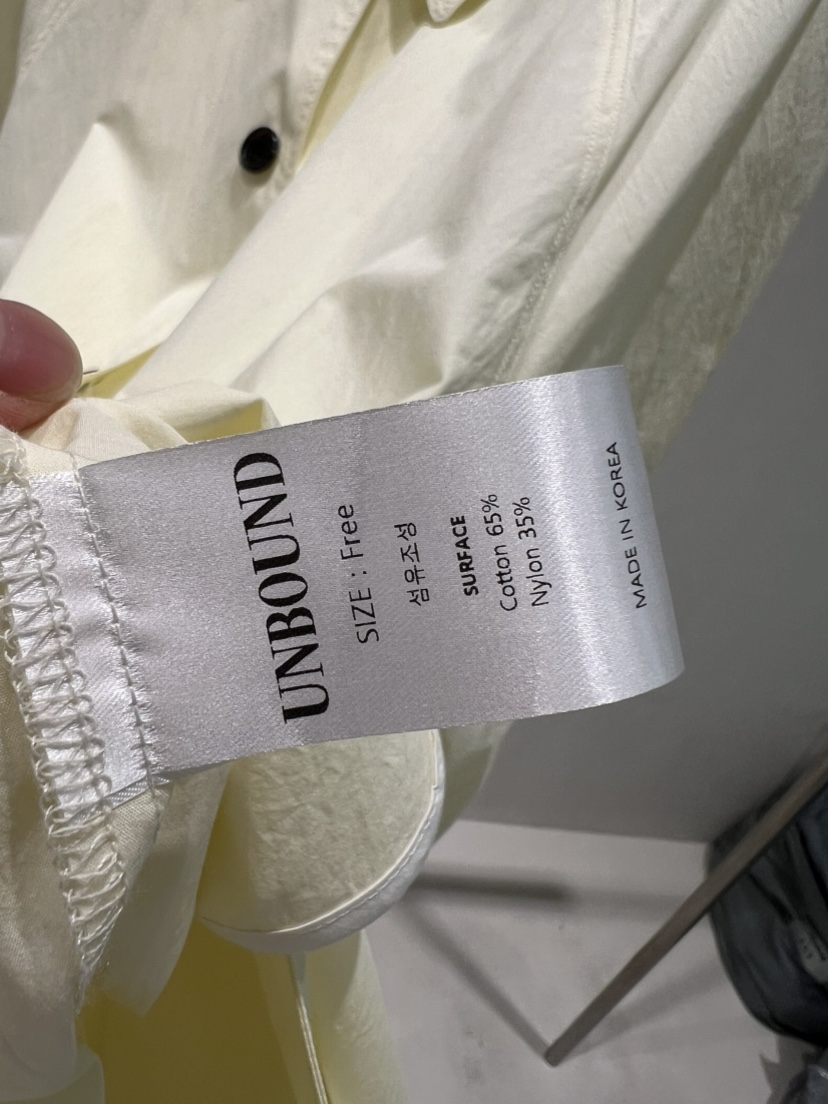 UNBOUND
SIZE : Free
섬유조성
SURFACE
Cotton 65%
Nylon 35%
MADE IN KOREA